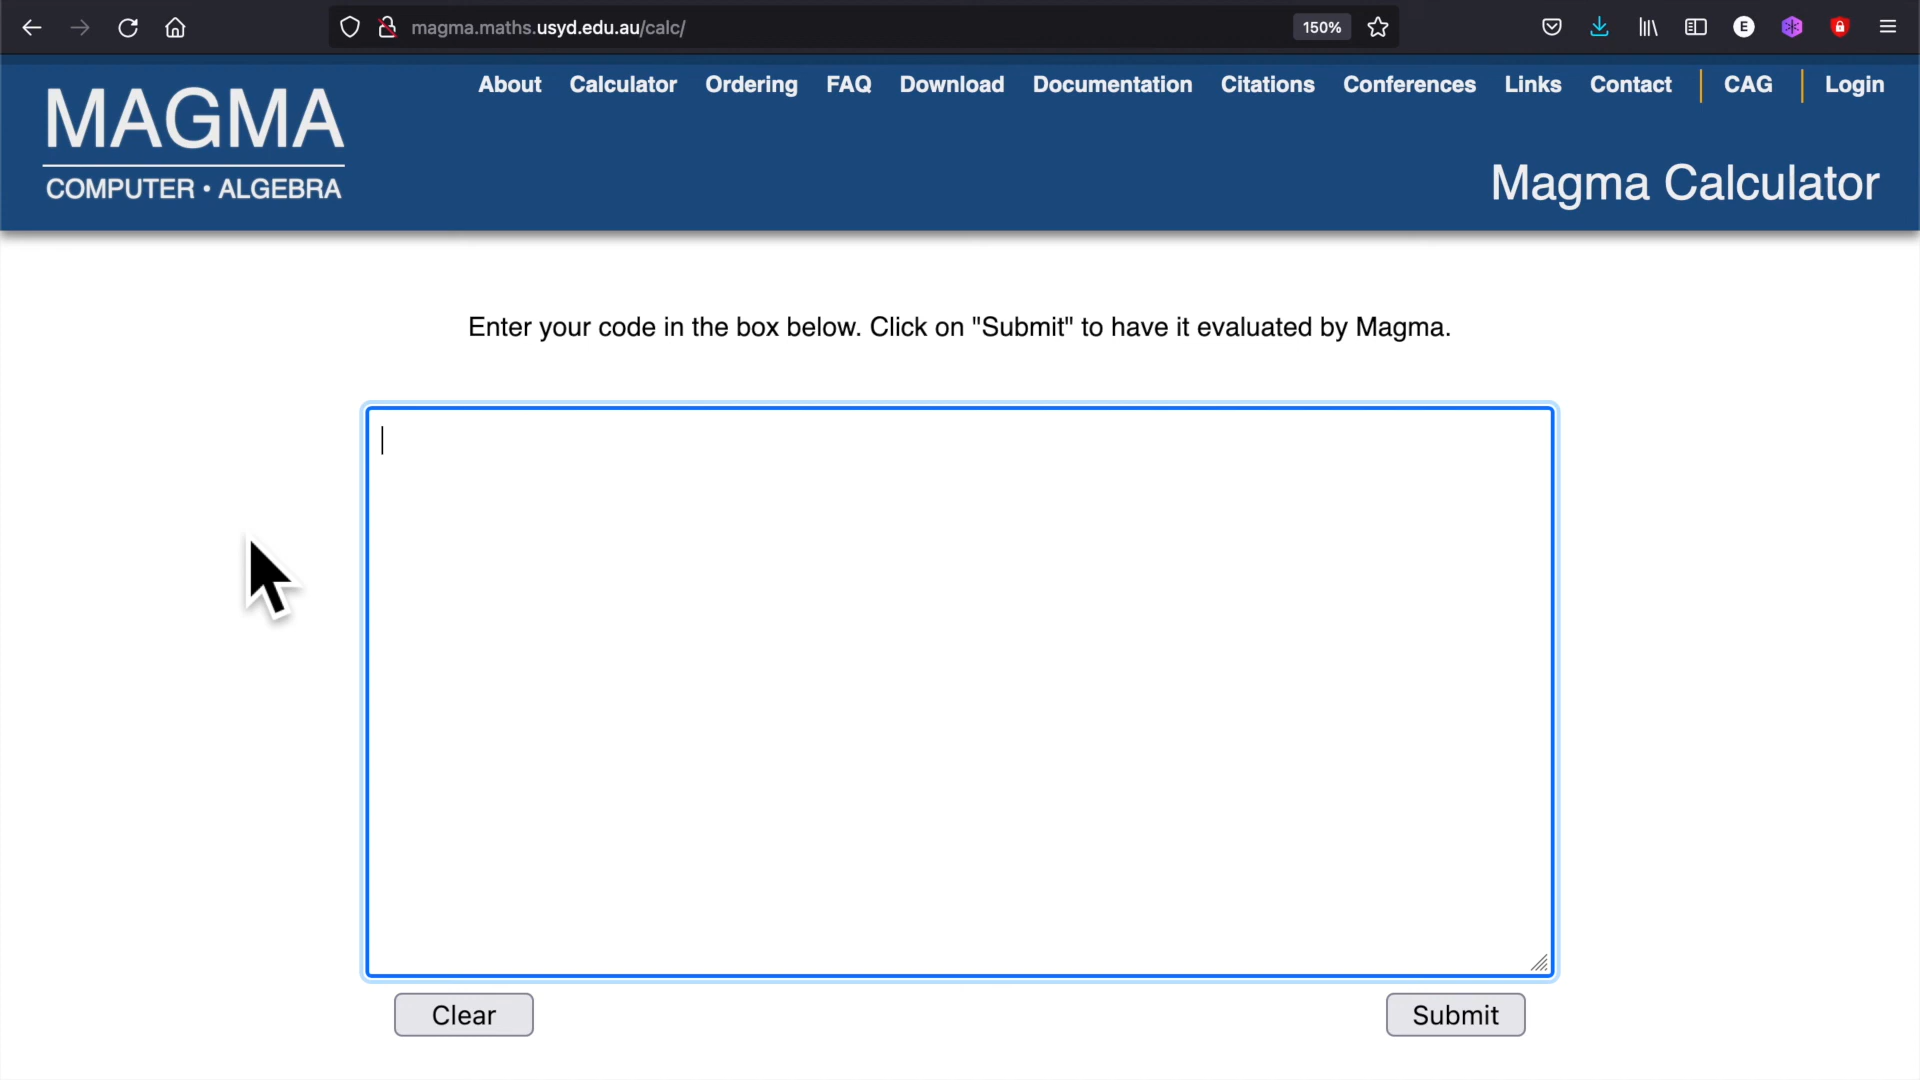 magma.maths.usyd.edu.au/calc/ 150% E
About Calculator Ordering FAQ Download Documentation Citations Conferences Links Contact CAG Login
MAGMA
COMPUTER • ALGEBRA
Magma Calculator
Enter your code in the box below. Click on "Submit" to have it evaluated by Magma.
Clear Submit